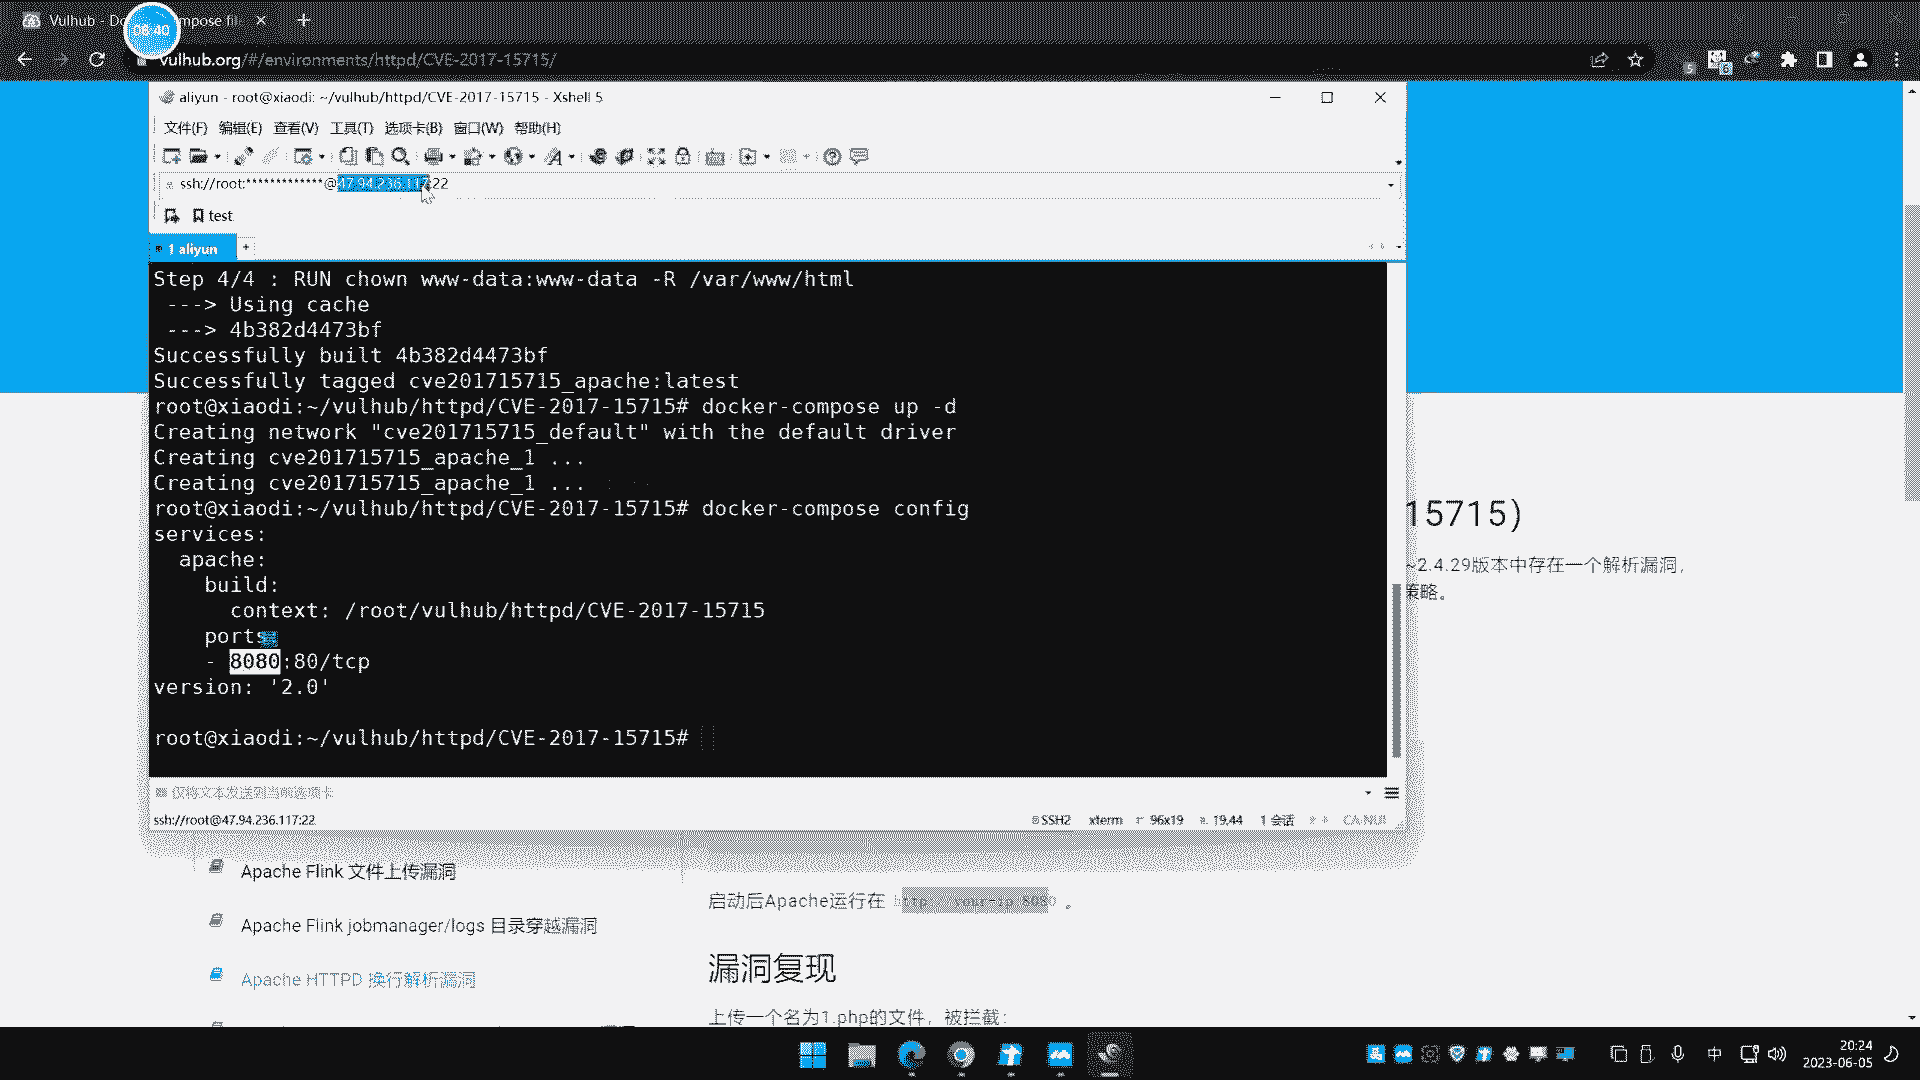 Vulhub - Do
mpose fil
06:40
vulhub.org/#/environments/httpd/CVE-2017-15715/
aliyun - root@xiaodi: ~/vulhub/httpd/CVE-2017-15715 - Xshell 5
文件(F) 编辑(E) 查看(V) 工具(T) 选项卡(B) 窗口(W) 帮助(H)
ssh://root:*************@47.94.236.117:22
test
1 aliyun
Step 4/4 : RUN chown www-data:www-data -R /var/www/html
---> Using cache
---> 4b382d4473bf
Successfully built 4b382d4473bf
Successfully tagged cve201715715_apache:latest
root@xiaodi:~/vulhub/httpd/CVE-2017-15715# docker-compose up -d
Creating network "cve201715715_default" with the default driver
Creating cve201715715_apache_1 ...
Creating cve201715715_apache_1 ...
root@xiaodi:~/vulhub/httpd/CVE-2017-15715# docker-compose config
services:
apache:
build:
context: /root/vulhub/httpd/CVE-2017-15715
ports
- 8080:80/tcp
version: '2.0'
root@xiaodi:~/vulhub/httpd/CVE-2017-15715#
仅将文本发送到当前选项卡
ssh://root@47.94.236.117:22
SSH2 xterm 96x19 19,44 1 会话 CAP NUM
15715)
~2.4.29版本中存在一个解析漏洞，
策略。
Apache Flink 文件上传漏洞
Apache Flink jobmanager/logs 目录穿越漏洞
Apache HTTPD 换行解析漏洞
启动后Apache运行在 http://your-ip:8080 。
漏洞复现
上传一个名为1.php的文件，被拦截：
中
20:24
2023-06-05